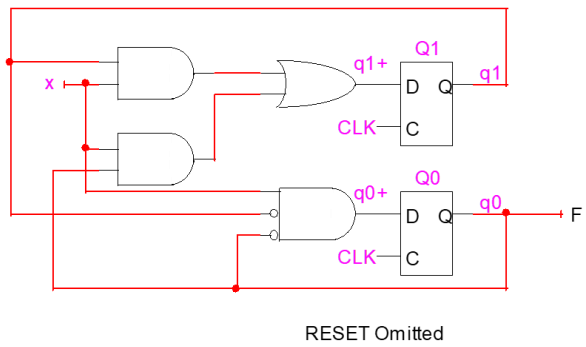 Q1
q1+
q1
x
D Q
CLK
C
Q0
q0+
q0
D Q
F
CLK
C
RESET Omitted